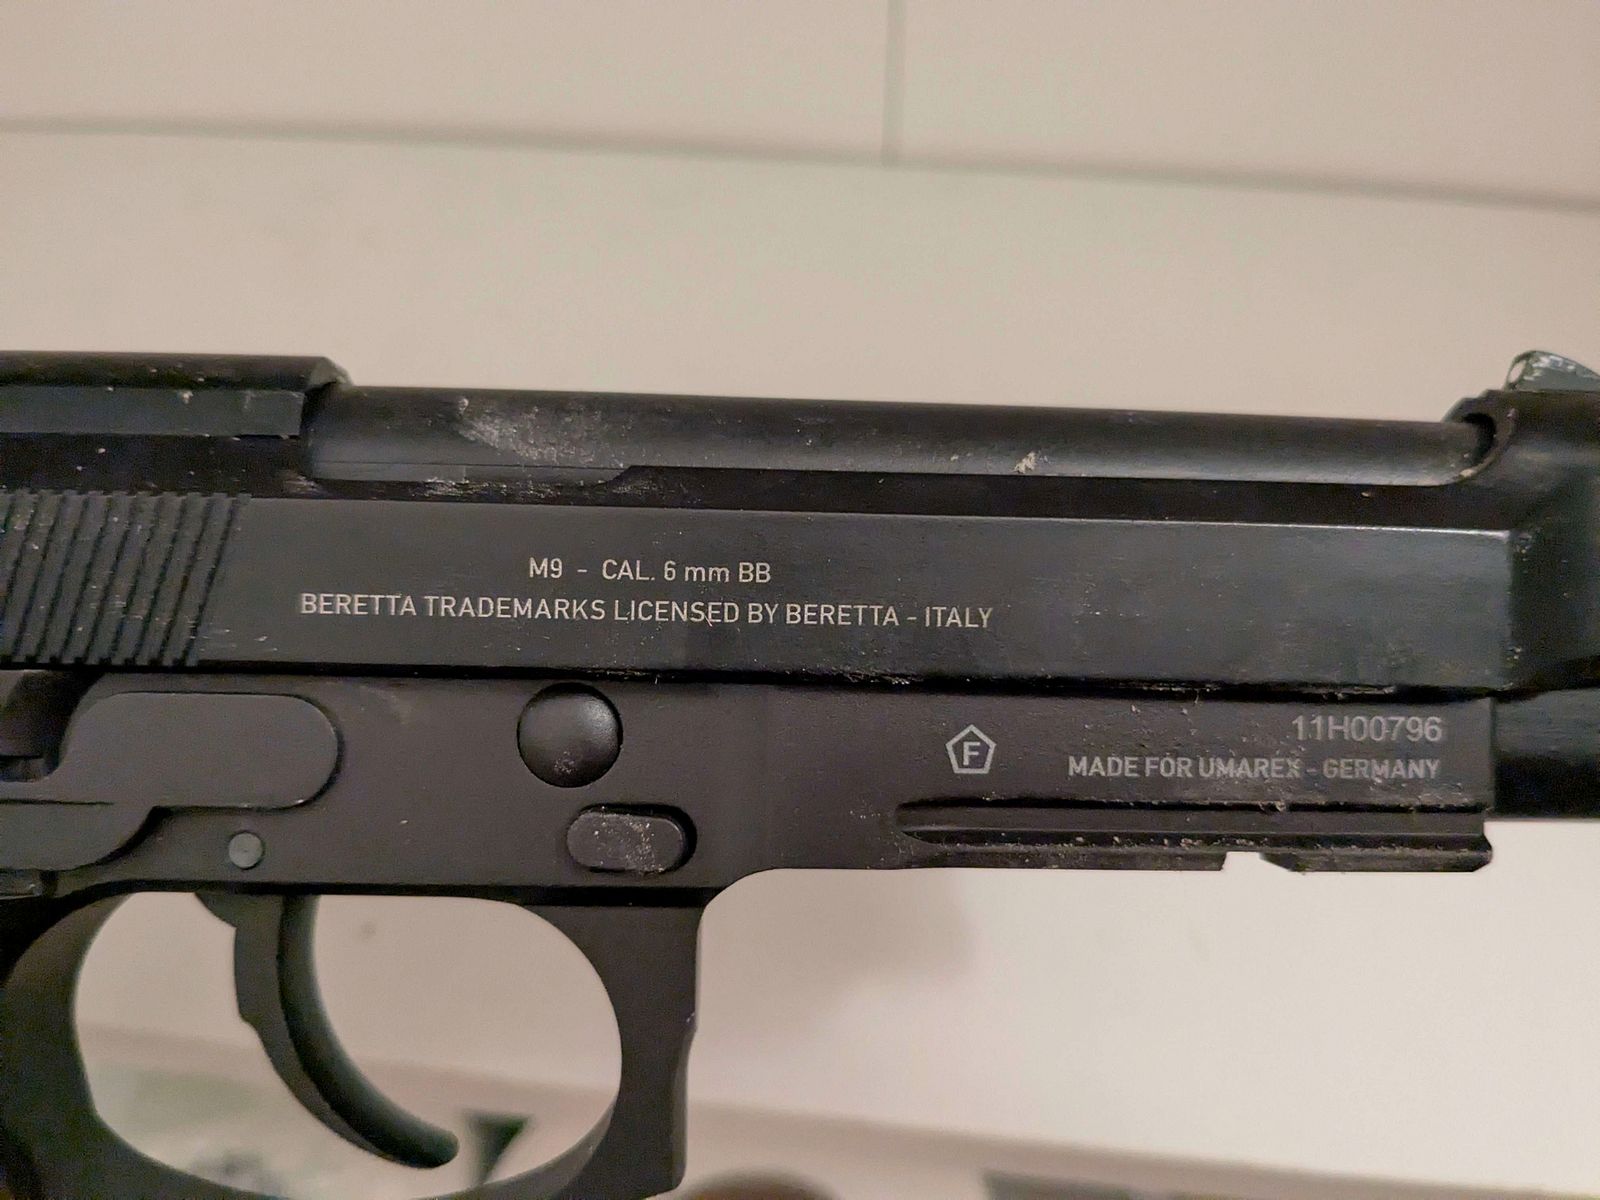 M9 - CAL. 6 mm BB
BERETTA TRADEMARKS LICENSED BY BERETTA - ITALY
F
11H00796
MADE FOR UMAREX - GERMANY